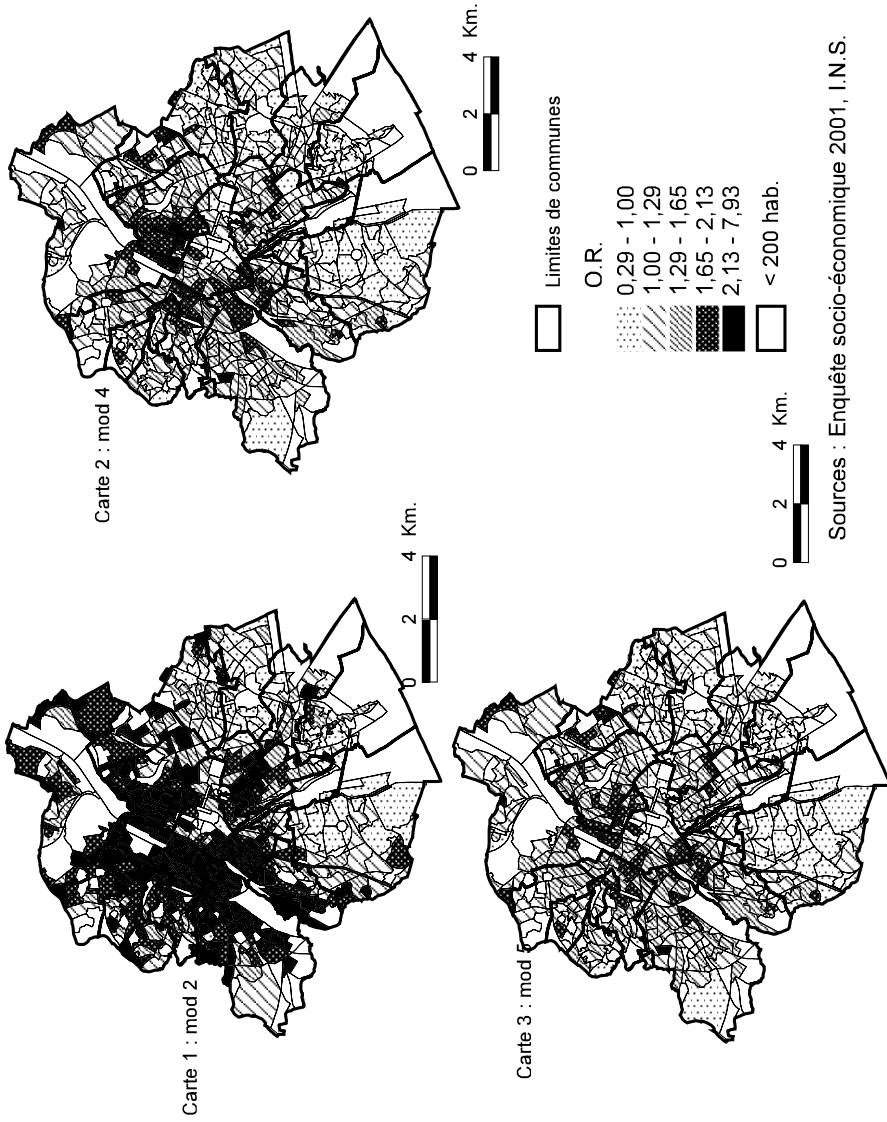 Carte 1 : mod 2
0 2 4 Km.
Carte 2 : mod 4
0 2 4 Km.
Carte 3 : mod 5
0 2 4 Km.
Limites de communes
O.R.
0,29 - 1,00
1,00 - 1,29
1,29 - 1,65
1,65 - 2,13
2,13 - 7,93
< 200 hab.
Sources : Enquête socio-économique 2001, I.N.S.